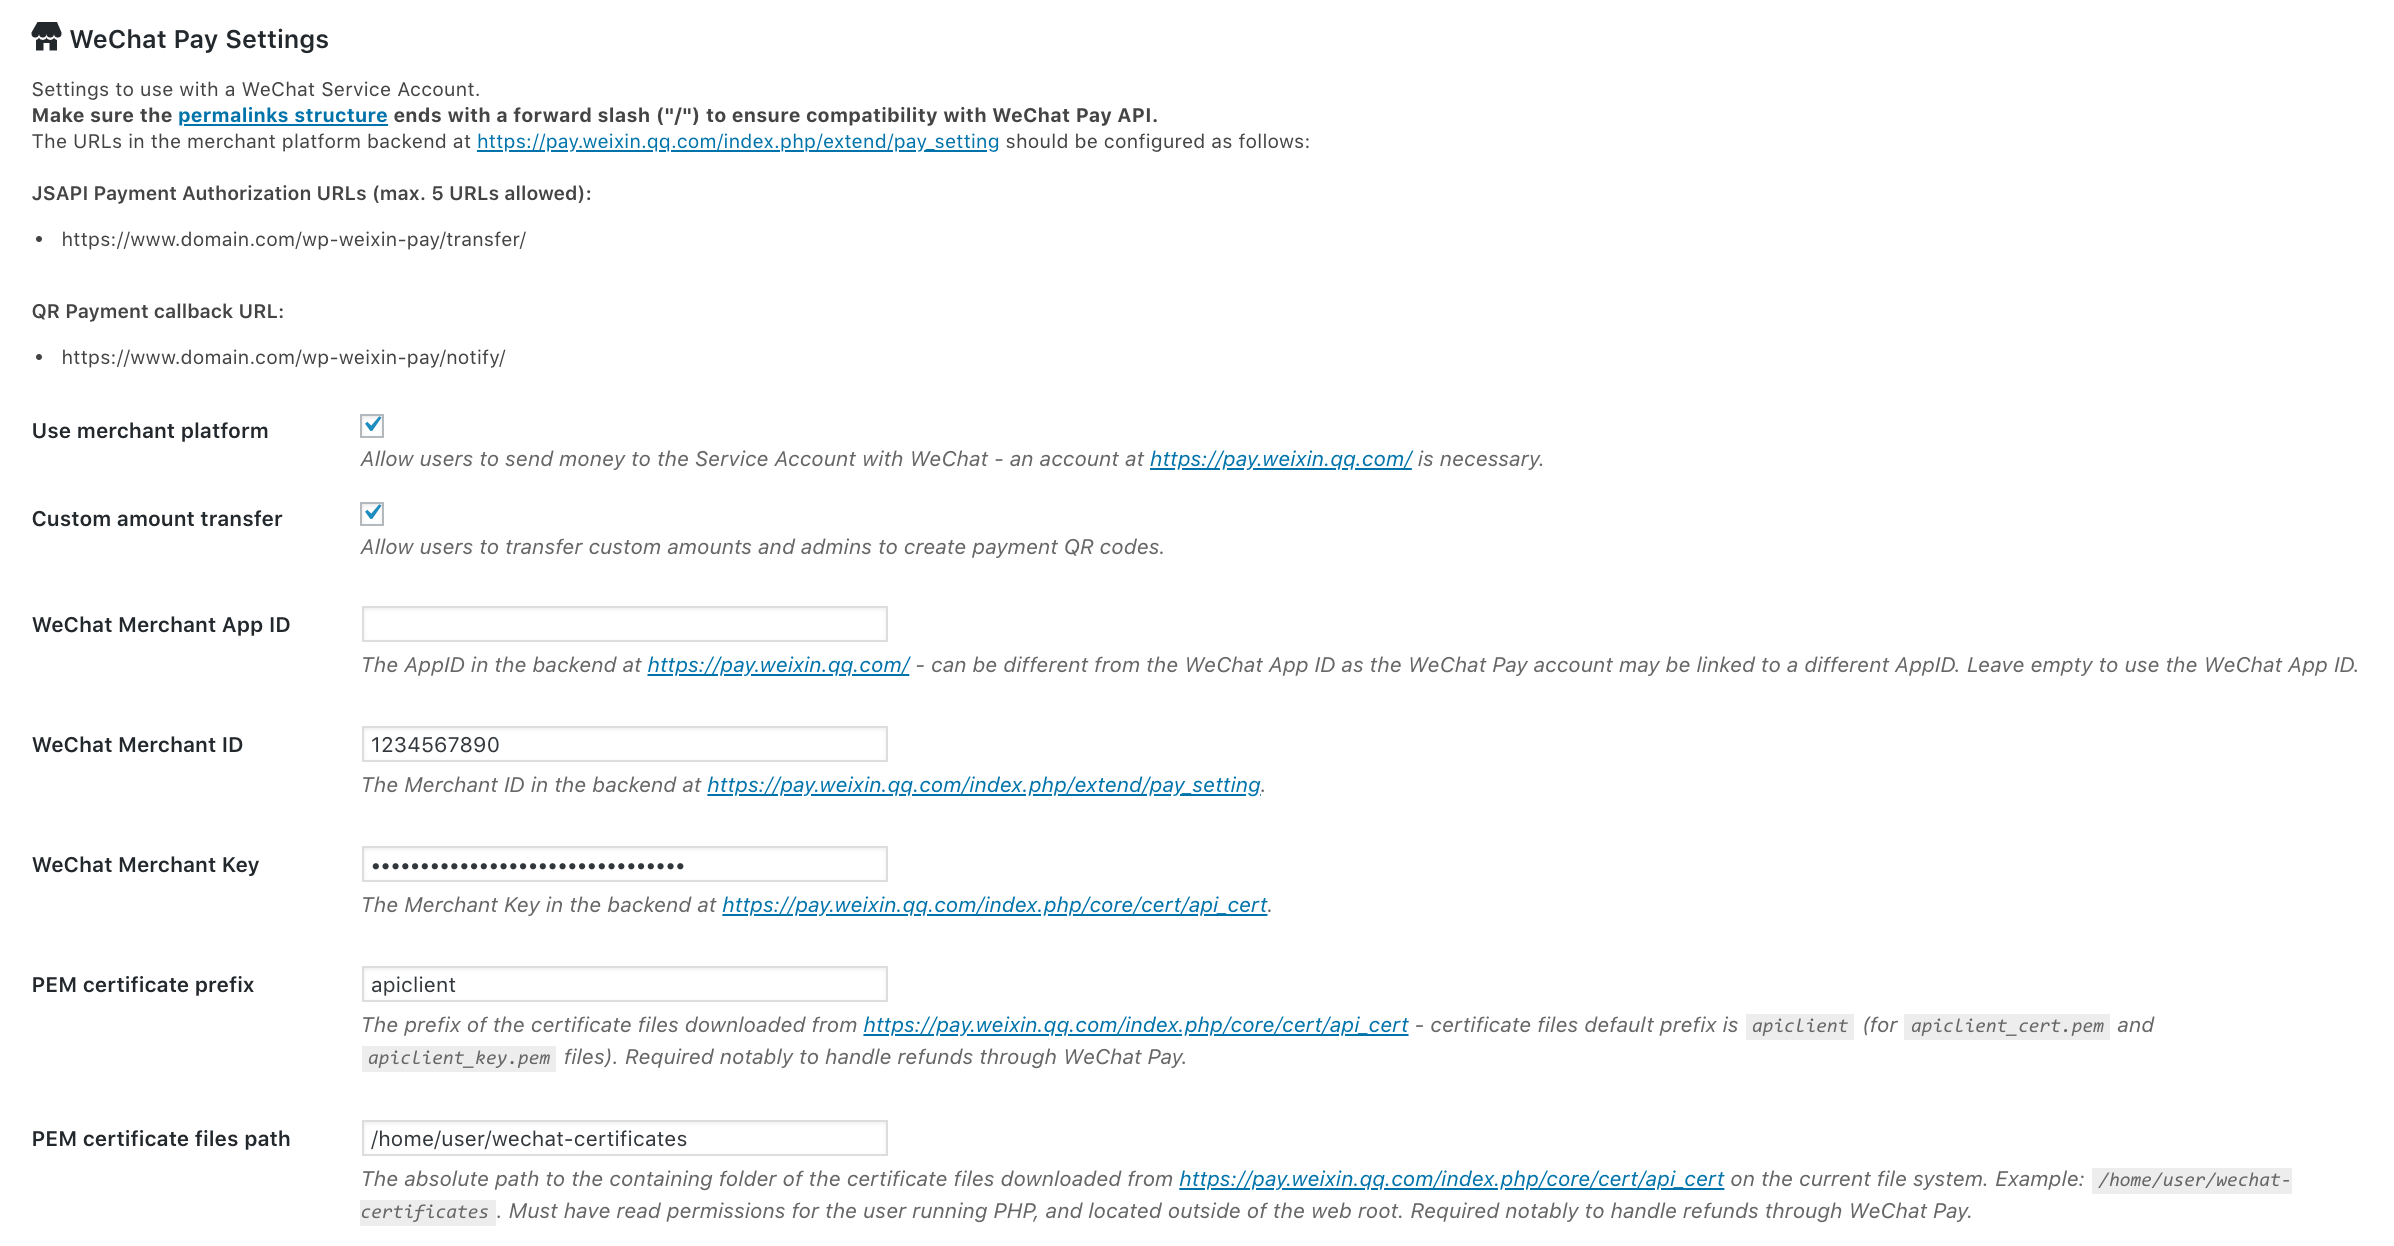 WeChat Pay Settings
Settings to use with a WeChat Service Account.
Make sure the permalinks structure ends with a forward slash ("/") to ensure compatibility with WeChat Pay API.
The URLs in the merchant platform backend at https://pay.weixin.qq.com/index.php/extend/pay_setting should be configured as follows:
JSAPI Payment Authorization URLs (max. 5 URLs allowed):
• https://www.domain.com/wp-weixin-pay/transfer/
QR Payment callback URL:
• https://www.domain.com/wp-weixin-pay/notify/
Use merchant platform
Allow users to send money to the Service Account with WeChat - an account at https://pay.weixin.qq.com/ is necessary.
Custom amount transfer
Allow users to transfer custom amounts and admins to create payment QR codes.
WeChat Merchant App ID
The AppID in the backend at https://pay.weixin.qq.com/ - can be different from the WeChat App ID as the WeChat Pay account may be linked to a different AppID. Leave empty to use the WeChat App ID.
WeChat Merchant ID 1234567890
The Merchant ID in the backend at https://pay.weixin.qq.com/index.php/extend/pay_setting.
WeChat Merchant Key ••••••••••••••••••••••••••••••••
The Merchant Key in the backend at https://pay.weixin.qq.com/index.php/core/cert/api_cert.
PEM certificate prefix apiclient
The prefix of the certificate files downloaded from https://pay.weixin.qq.com/index.php/core/cert/api_cert - certificate files default prefix is apiclient (for apiclient_cert.pem and
apiclient_key.pem files). Required notably to handle refunds through WeChat Pay.
PEM certificate files path /home/user/wechat-certificates
The absolute path to the containing folder of the certificate files downloaded from https://pay.weixin.qq.com/index.php/core/cert/api_cert on the current file system. Example: /home/user/wechat-
certificates . Must have read permissions for the user running PHP, and located outside of the web root. Required notably to handle refunds through WeChat Pay.